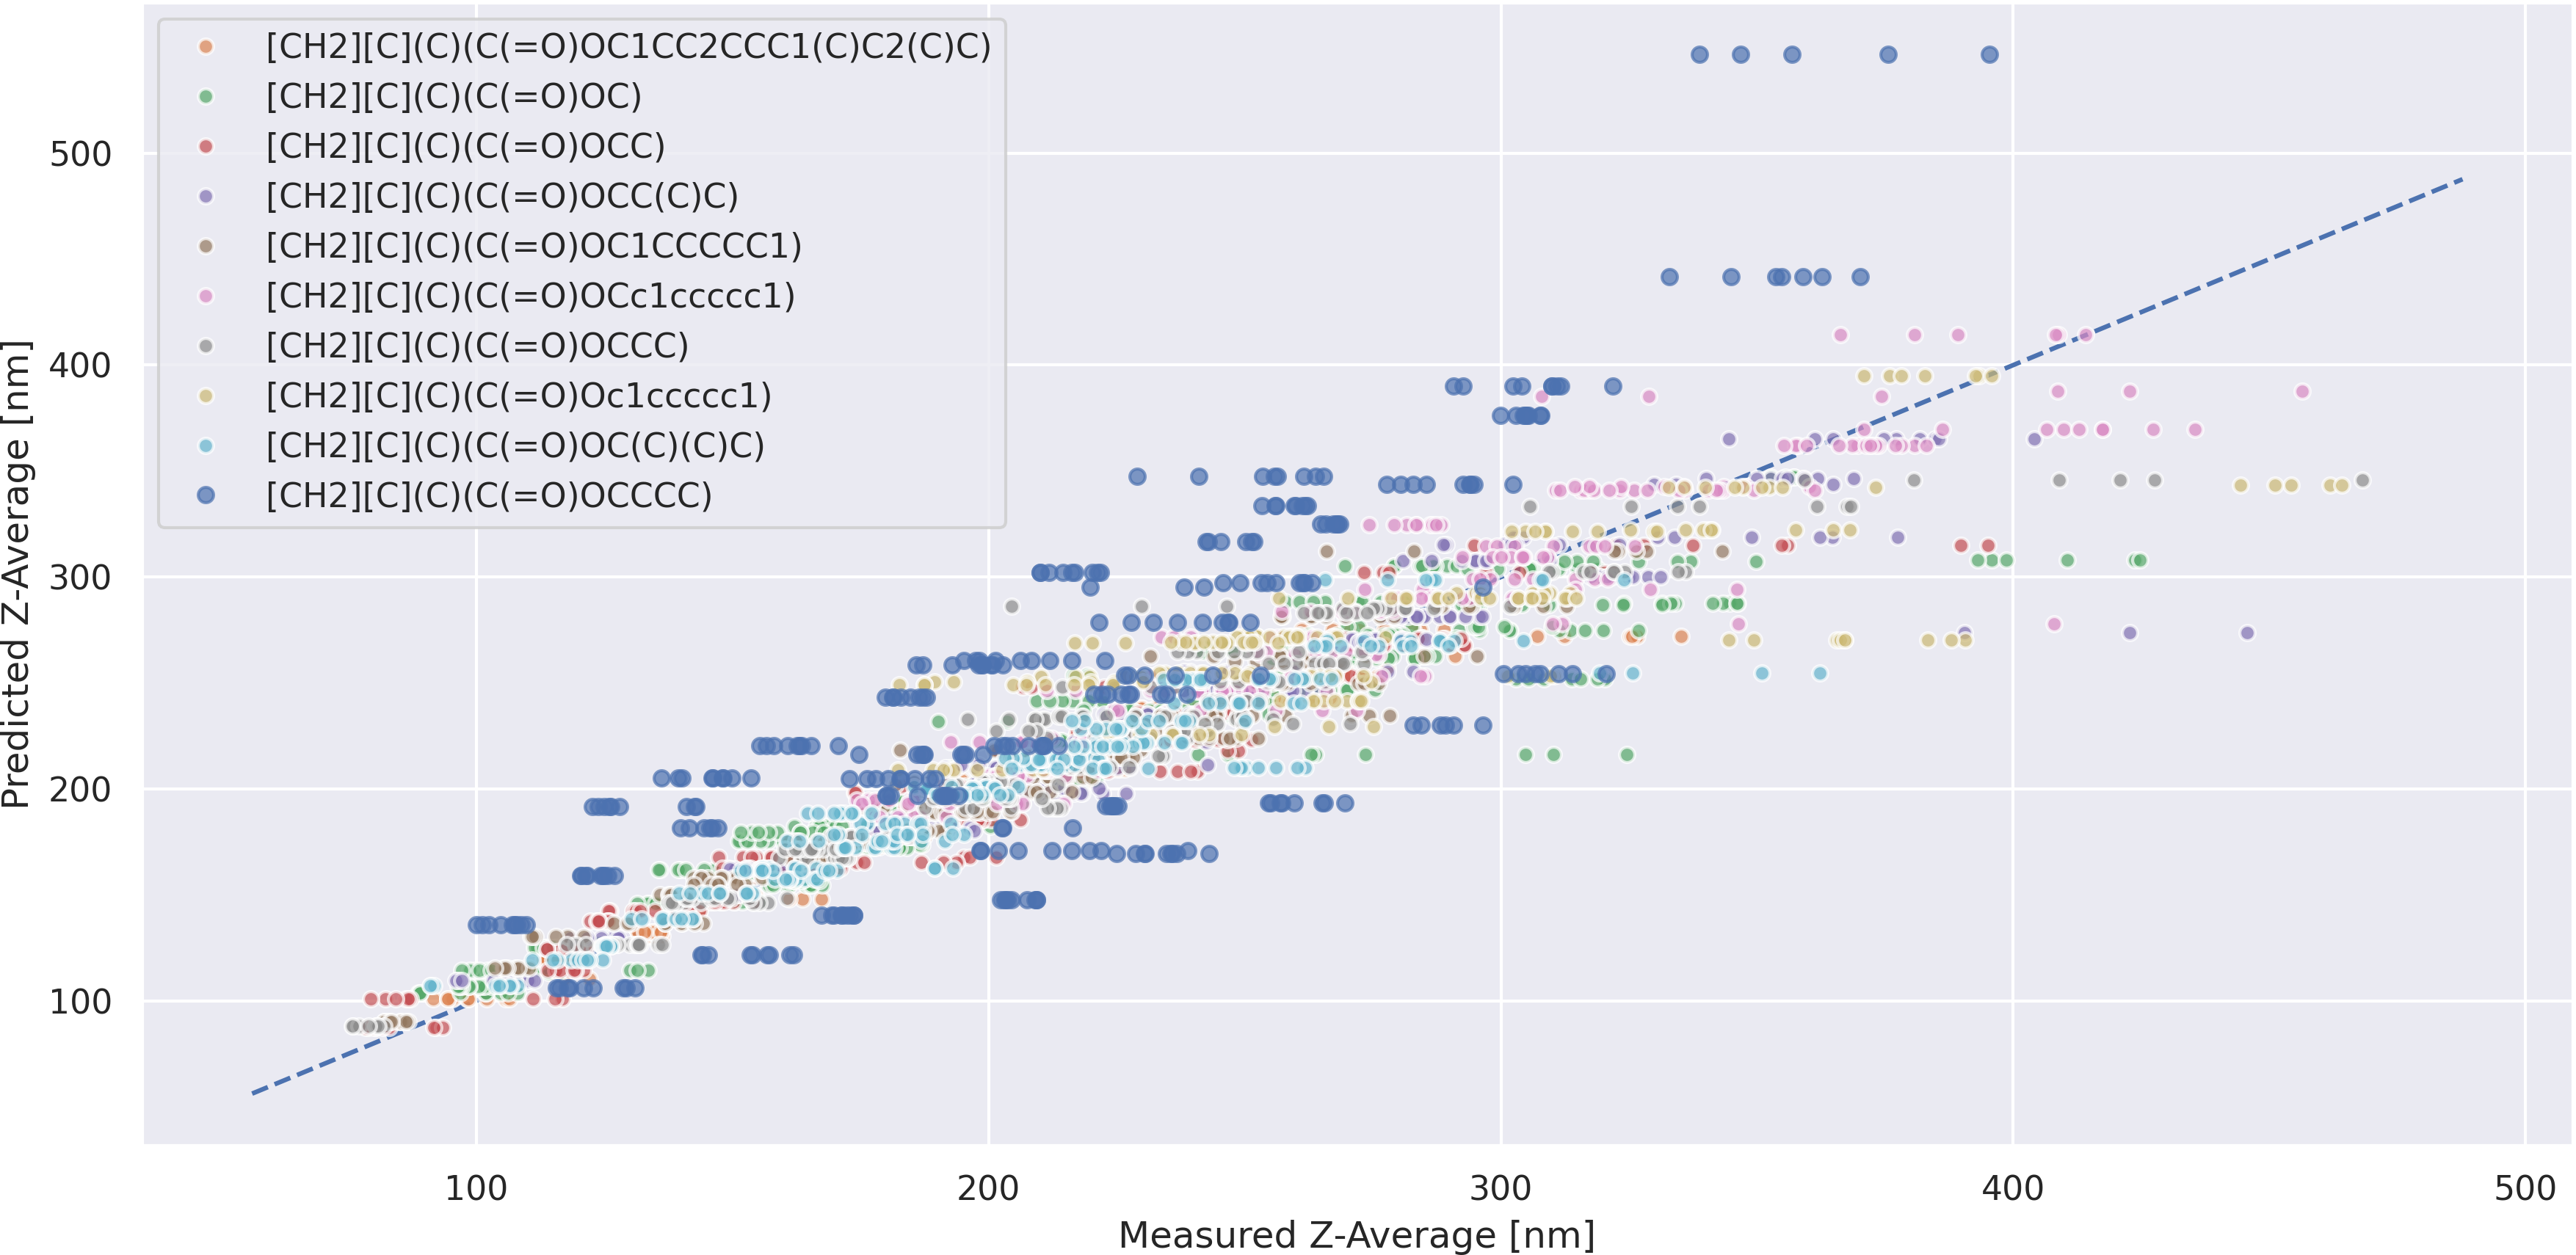 [CH2][C](C)(C(=O)OC1CC2CCC1(C)C2(C)C)
[CH2][C](C)(C(=O)OC)
[CH2][C](C)(C(=O)OCC)
[CH2][C](C)(C(=O)OCC(C)C)
[CH2][C](C)(C(=O)OC1CCCCC1)
[CH2][C](C)(C(=O)OCc1ccccc1)
[CH2][C](C)(C(=O)OCCC)
[CH2][C](C)(C(=O)Oc1ccccc1)
[CH2][C](C)(C(=O)OC(C)(C)C)
[CH2][C](C)(C(=O)OCCCC)
Predicted Z-Average [nm]
500
400
300
200
100
100 200 300 400 500
Measured Z-Average [nm]